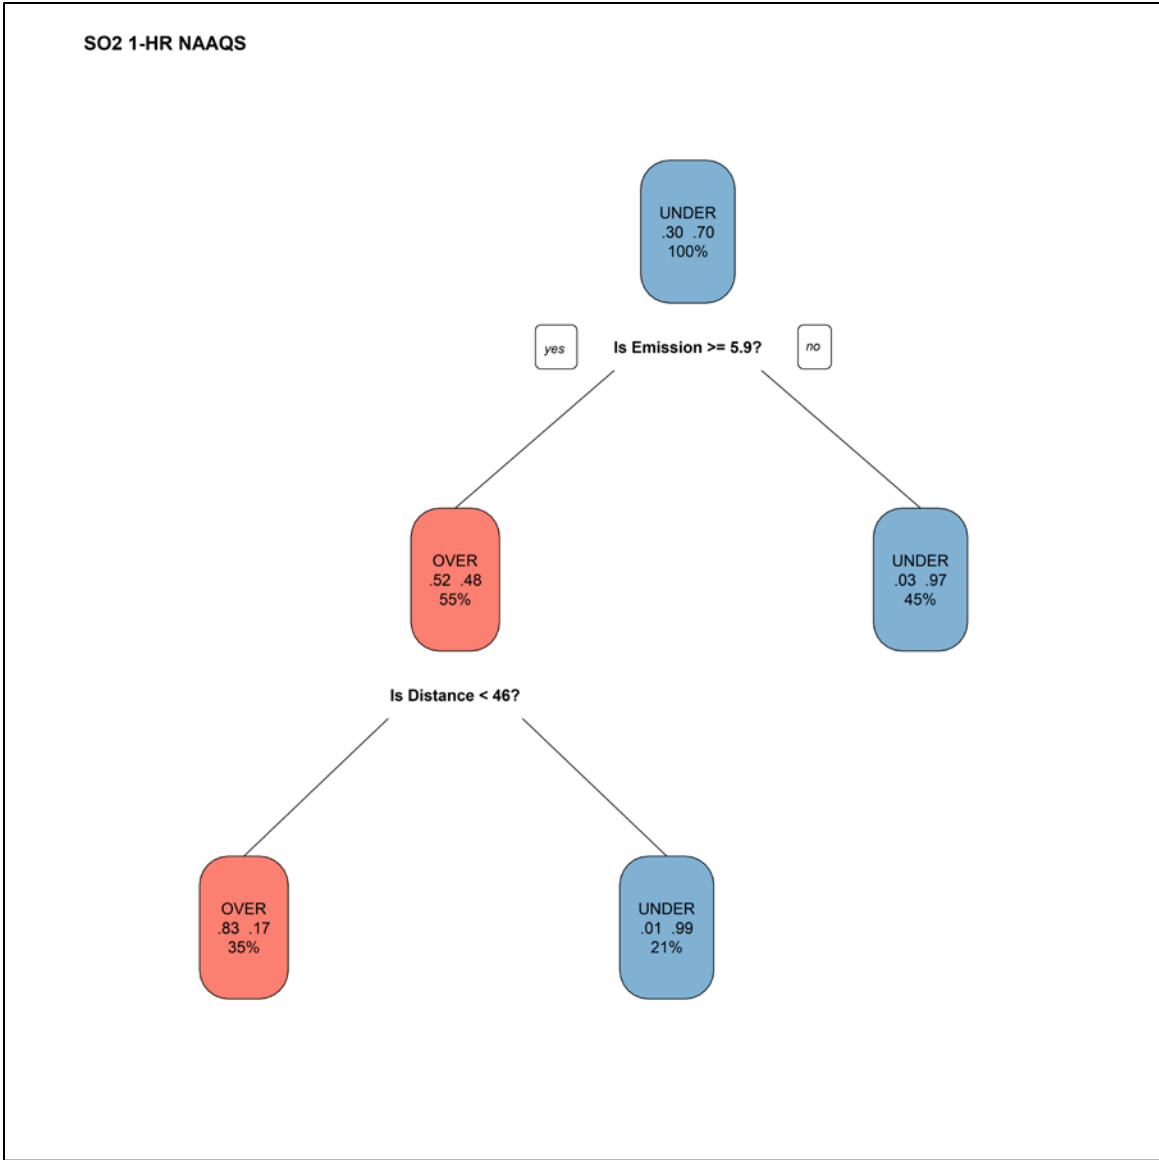 SO2 1-HR NAAQS
UNDER
.30 .70
100%
yes
Is Emission >= 5.9?
no
OVER
.52 .48
55%
UNDER
.03 .97
45%
Is Distance < 46?
OVER
.83 .17
35%
UNDER
.01 .99
21%